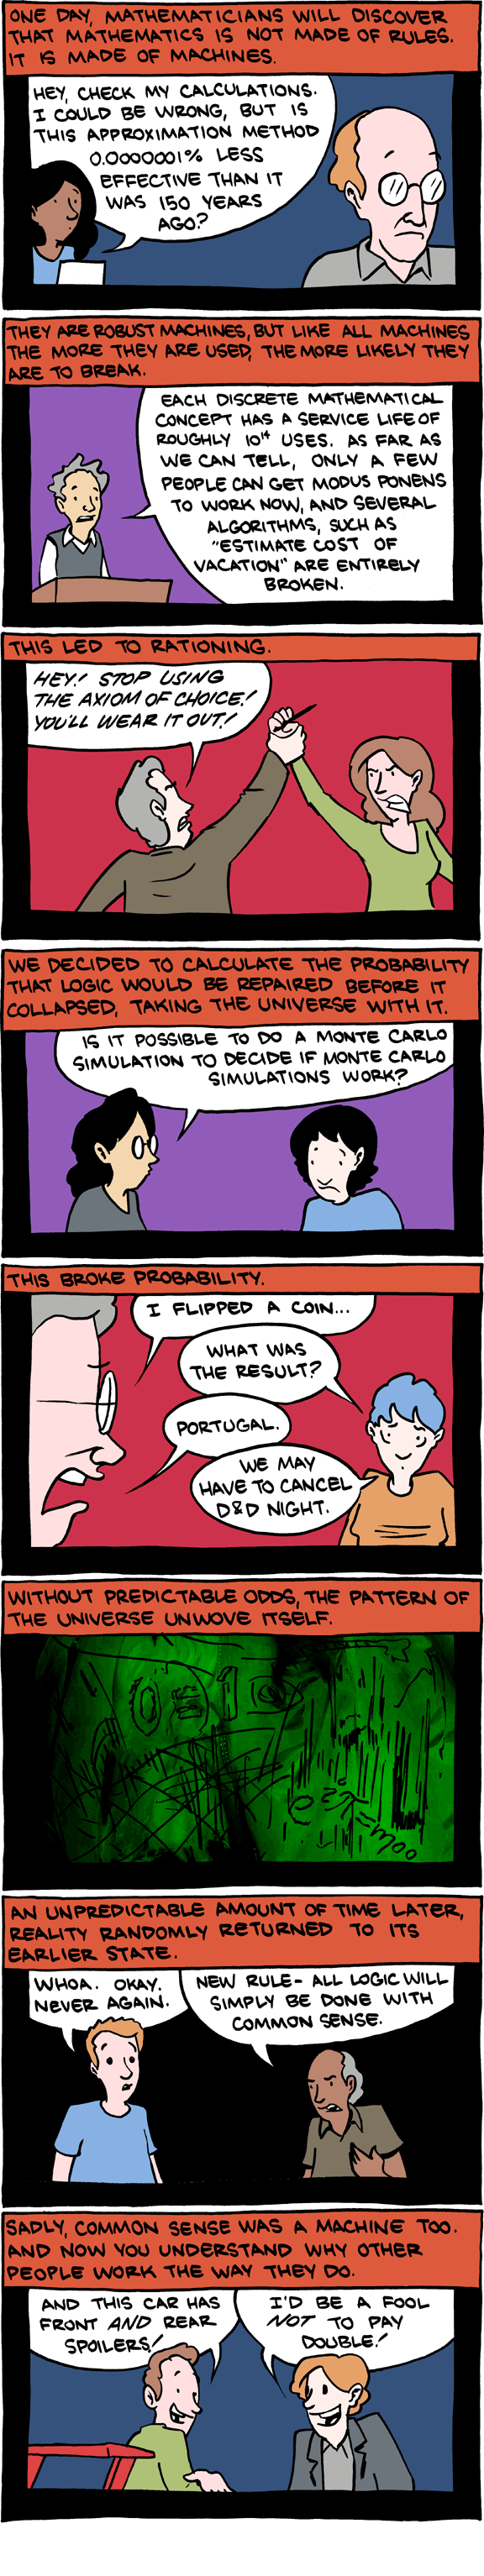 ONE DAY, MATHEMATICIANS WILL DISCOVER
THAT MATHEMATICS IS NOT MADE OF RULES.
IT IS MADE OF MACHINES.
HEY, CHECK MY CALCULATIONS.
I COULD BE WRONG, BUT IS
THIS APPROXIMATION METHOD
0.0000001% LESS
EFFECTIVE THAN IT
WAS 150 YEARS
AGO?
THEY ARE ROBUST MACHINES, BUT LIKE ALL MACHINES
THE MORE THEY ARE USED, THE MORE LIKELY THEY
ARE TO BREAK.
EACH DISCRETE MATHEMATICAL
CONCEPT HAS A SERVICE LIFE OF
ROUGHLY 10¹⁴ USES. AS FAR AS
WE CAN TELL, ONLY A FEW
PEOPLE CAN GET MODUS PONENS
TO WORK NOW, AND SEVERAL
ALGORITHMS, SUCH AS
"ESTIMATE COST OF
VACATION" ARE ENTIRELY
BROKEN.
THIS LED TO RATIONING.
HEY! STOP USING
THE AXIOM OF CHOICE!
YOU'LL WEAR IT OUT!
WE DECIDED TO CALCULATE THE PROBABILITY
THAT LOGIC WOULD BE REPAIRED BEFORE IT
COLLAPSED, TAKING THE UNIVERSE WITH IT.
IS IT POSSIBLE TO DO A MONTE CARLO
SIMULATION TO DECIDE IF MONTE CARLO
SIMULATIONS WORK?
THIS BROKE PROBABILITY.
I FLIPPED A COIN...
WHAT WAS
THE RESULT?
PORTUGAL.
WE MAY
HAVE TO CANCEL
D&D NIGHT.
WITHOUT PREDICTABLE ODDS, THE PATTERN OF
THE UNIVERSE UNWOVE ITSELF.
AN UNPREDICTABLE AMOUNT OF TIME LATER,
REALITY RANDOMLY RETURNED TO ITS
EARLIER STATE.
WHOA. OKAY.
NEVER AGAIN.
NEW RULE- ALL LOGIC WILL
SIMPLY BE DONE WITH
COMMON SENSE.
SADLY, COMMON SENSE WAS A MACHINE TOO.
AND NOW YOU UNDERSTAND WHY OTHER
PEOPLE WORK THE WAY THEY DO.
AND THIS CAR HAS
FRONT AND REAR
SPOILERS!
I'D BE A FOOL
NOT TO PAY
DOUBLE!